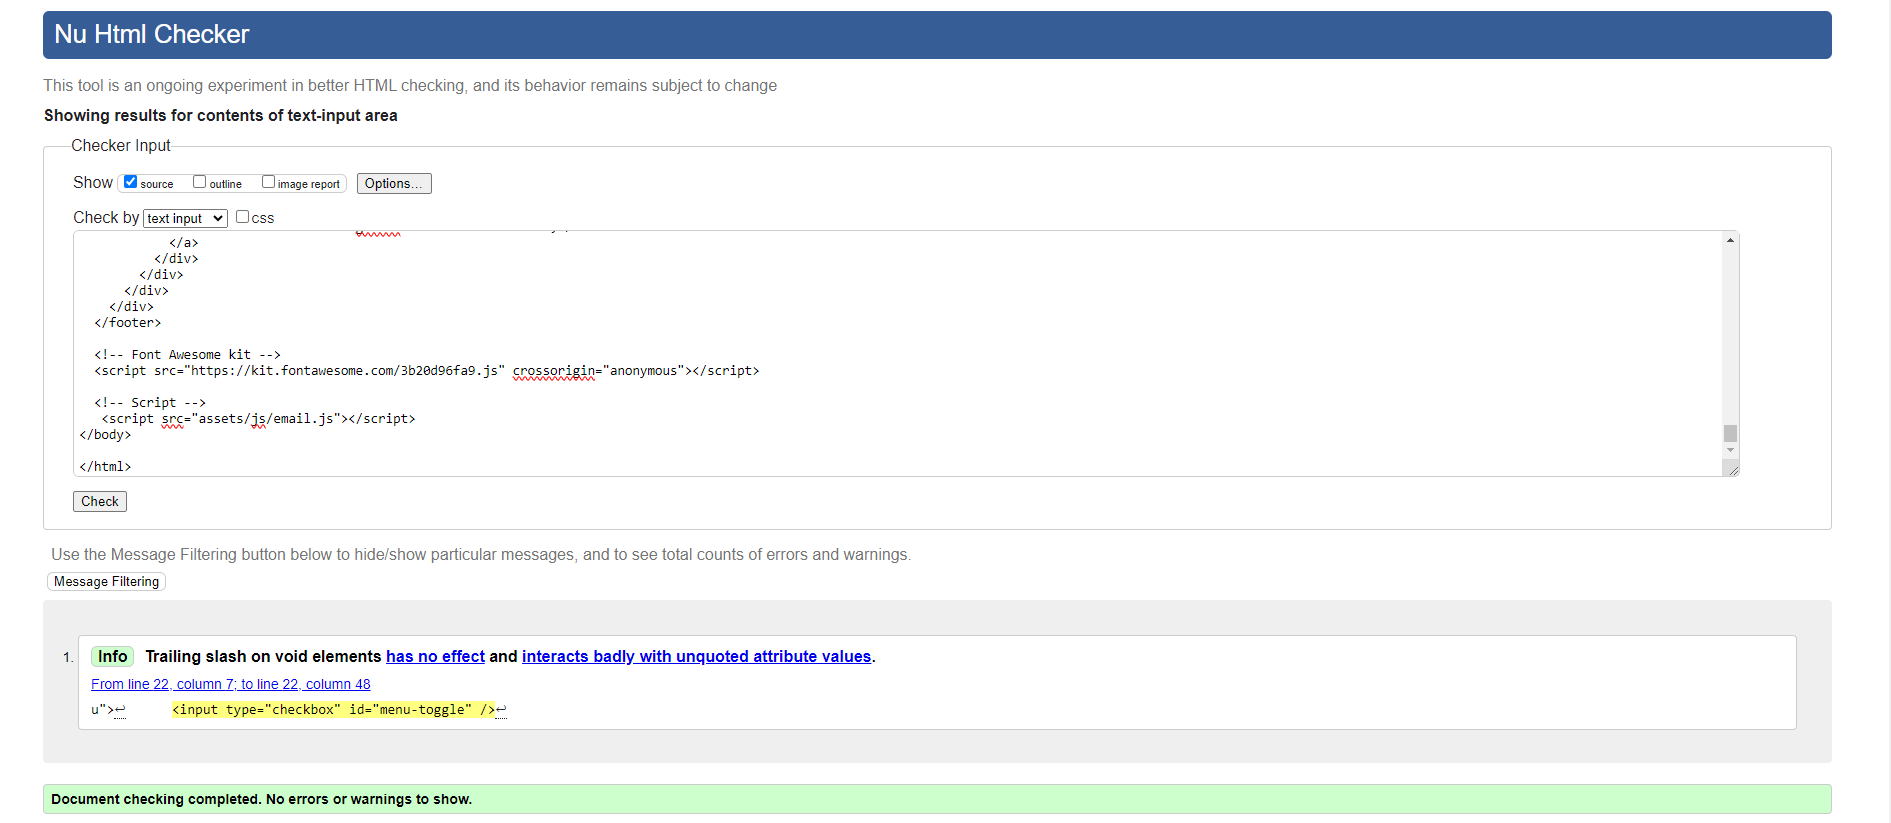 Nu Html Checker
This tool is an ongoing experiment in better HTML checking, and its behavior remains subject to change
Showing results for contents of text-input area
Checker Input
Show source outline image report Options...
Check by text input css
</a>
</div>
</div>
</div>
</div>
</footer>
<!-- Font Awesome kit -->
<script src="https://kit.fontawesome.com/3b20d96fa9.js" crossorigin="anonymous"></script>
<!-- Script -->
<script src="assets/js/email.js"></script>
</body>
</html>
Check
Use the Message Filtering button below to hide/show particular messages, and to see total counts of errors and warnings.
Message Filtering
1. Info Trailing slash on void elements has no effect and interacts badly with unquoted attribute values.
From line 22, column 7; to line 22, column 48
u">↩ <input type="checkbox" id="menu-toggle" />↩
Document checking completed. No errors or warnings to show.